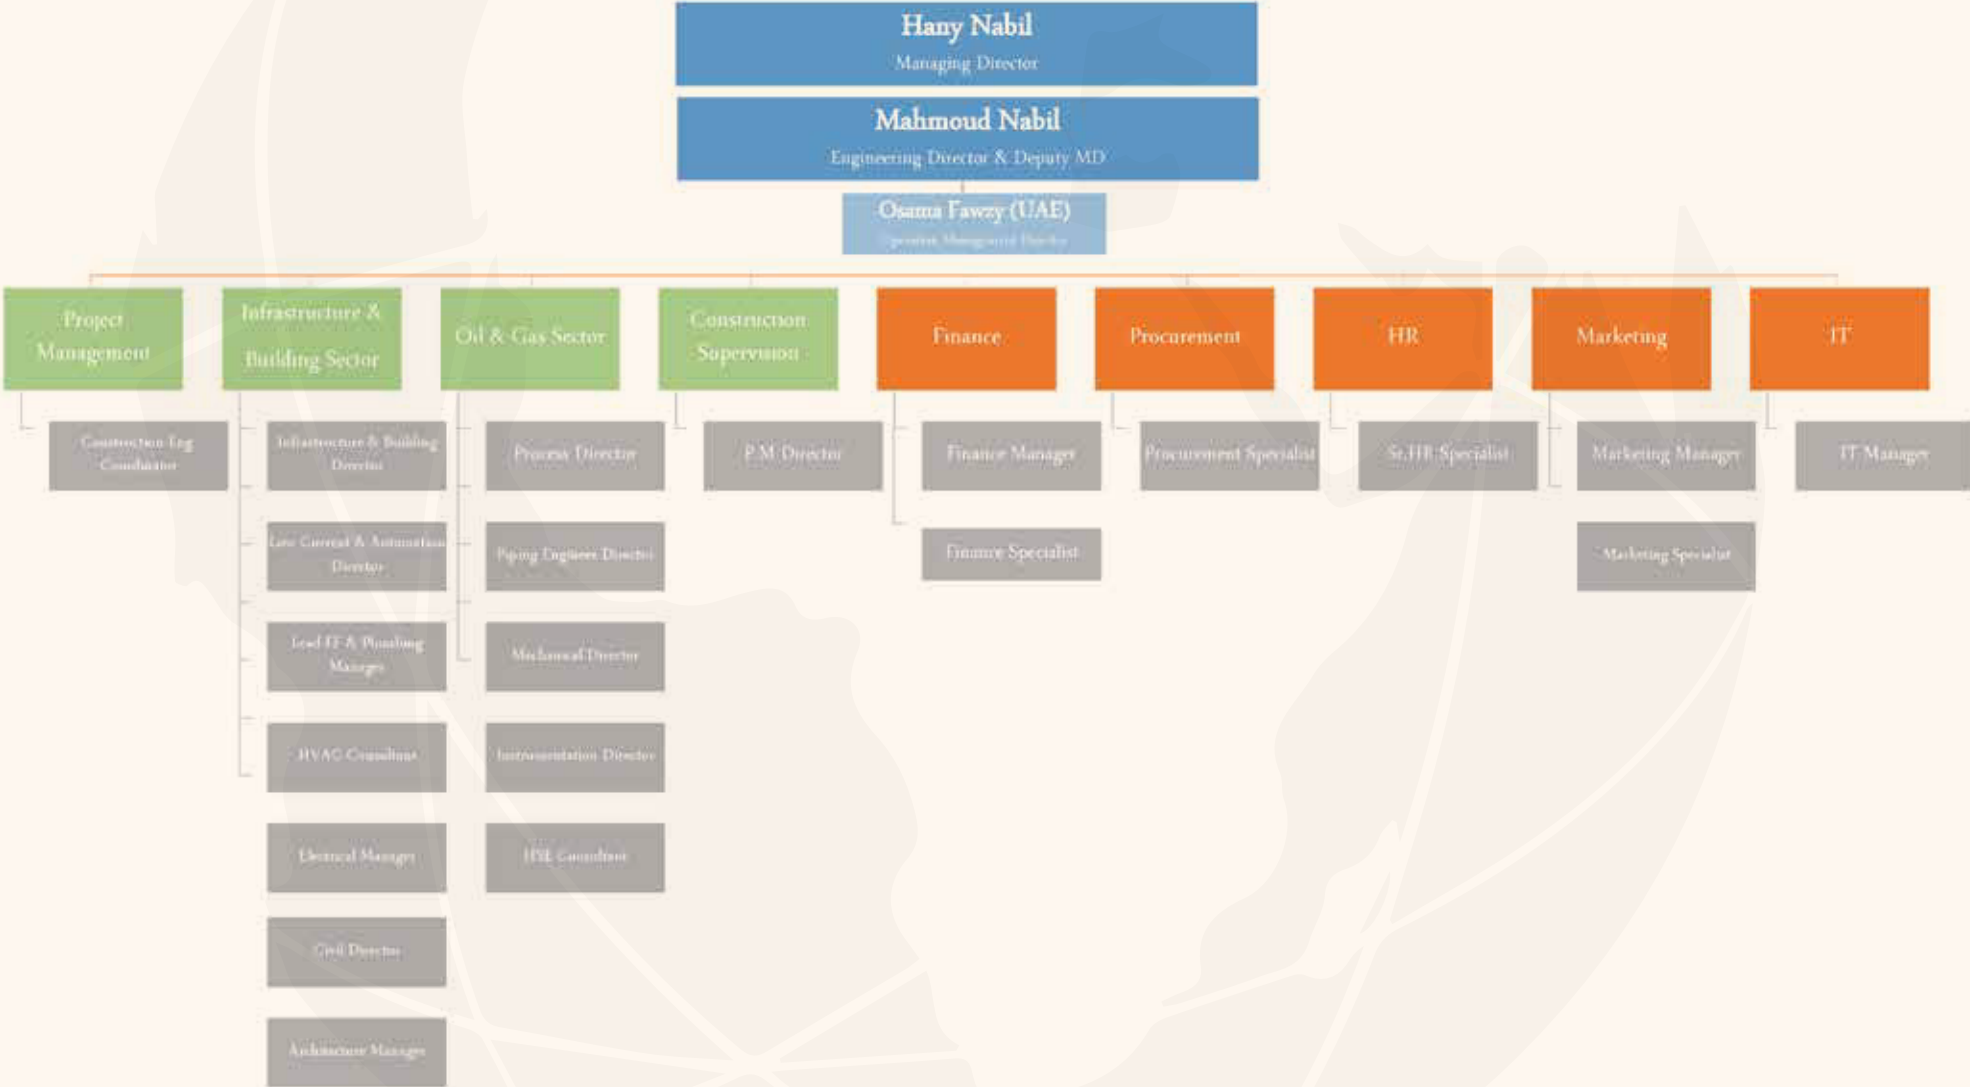 Hany Nabil
Managing Director
Mahmoud Nabil
Engineering Director & Deputy MD
Osama Fawzy (UAE)
Operation Management Director
Project
Management
Infrastructure &
Building Sector
Oil & Gas Sector
Construction
Supervision
Finance
Procurement
HR
Marketing
IT
Construction Eng
Coordinator
Infrastructure & Building
Director
Process Director
P.M Director
Finance Manager
Procurement Specialist
Sr.HR Specialist
Marketing Manager
IT Manager
Low Current & Automation
Director
Piping Engineer Director
Finance Specialist
Marketing Specialist
Lead FF & Plumbing
Manager
Mechanical Director
HVAC Consultant
Instrumentation Director
Electrical Manager
HSE Consultant
Civil Director
Architecture Manager